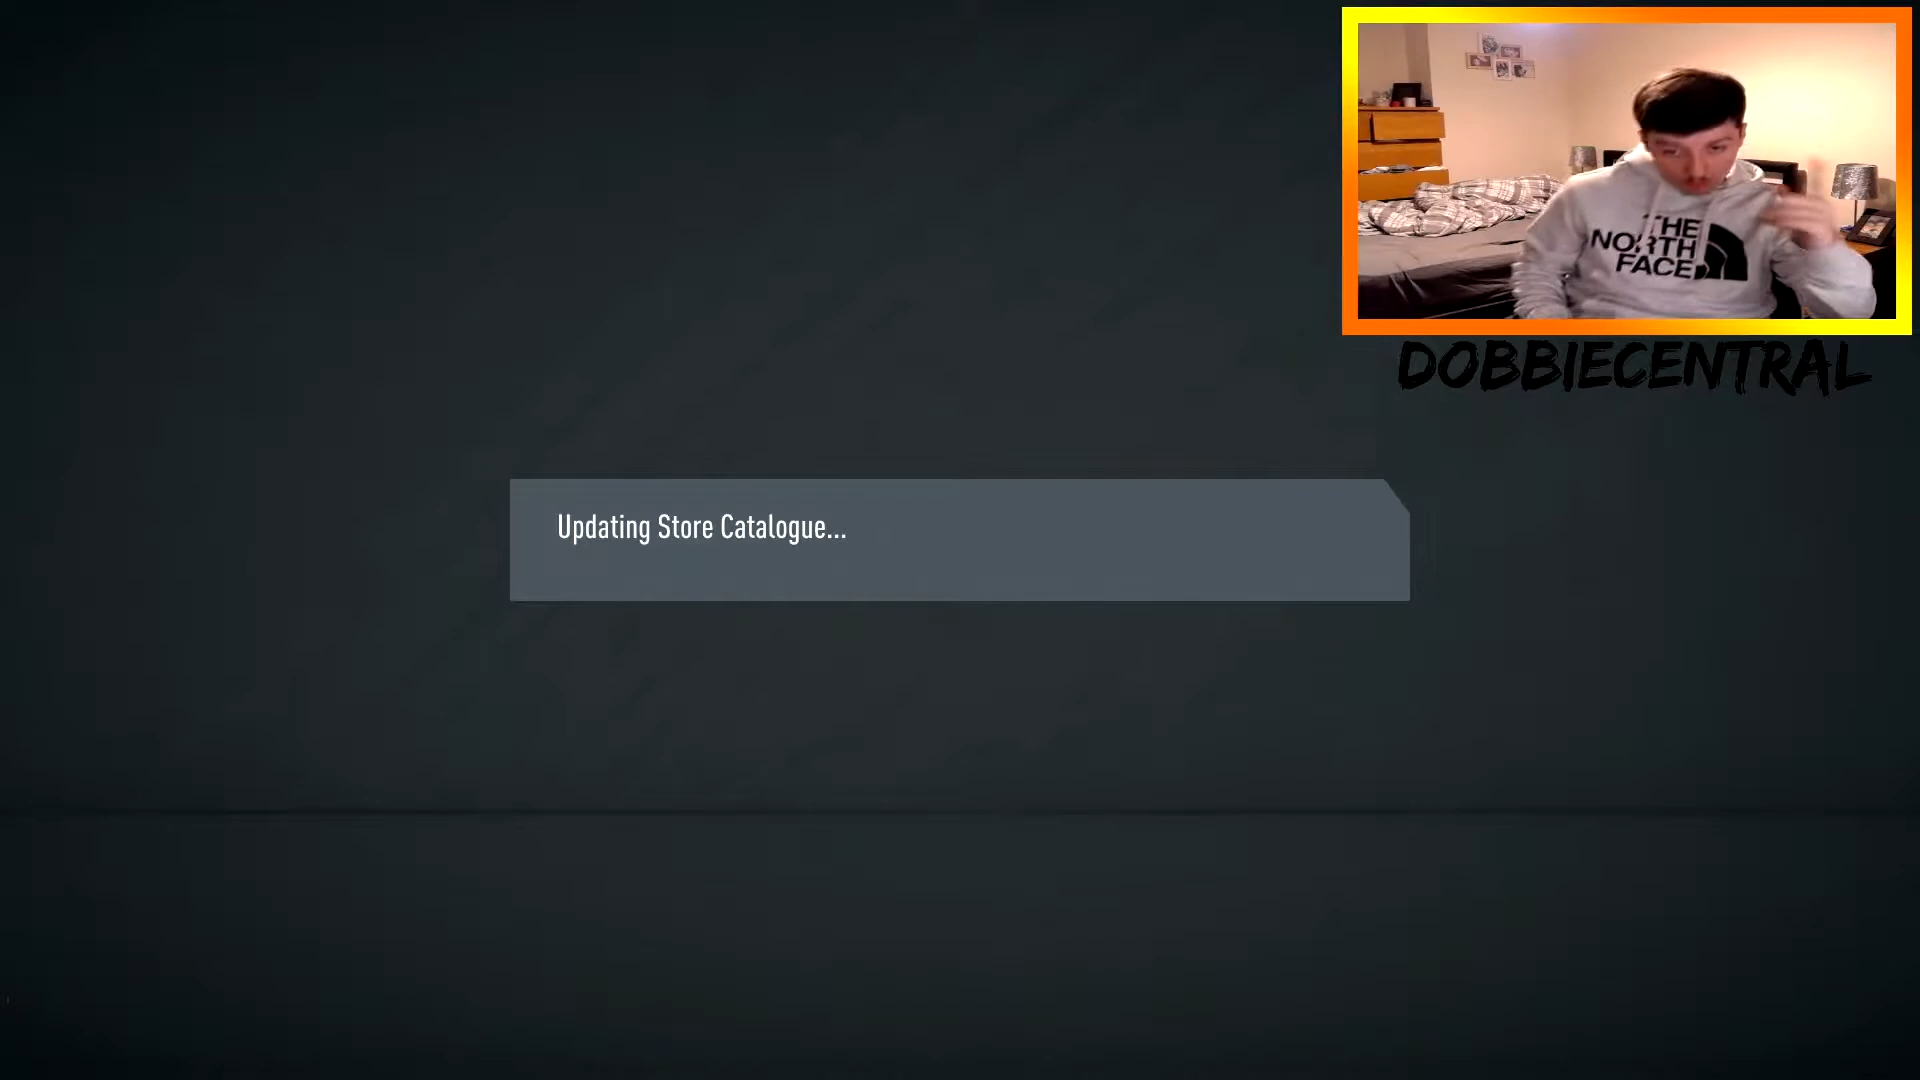 THE
NORTH
FACE
DOBBIECENTRAL
Updating Store Catalogue...